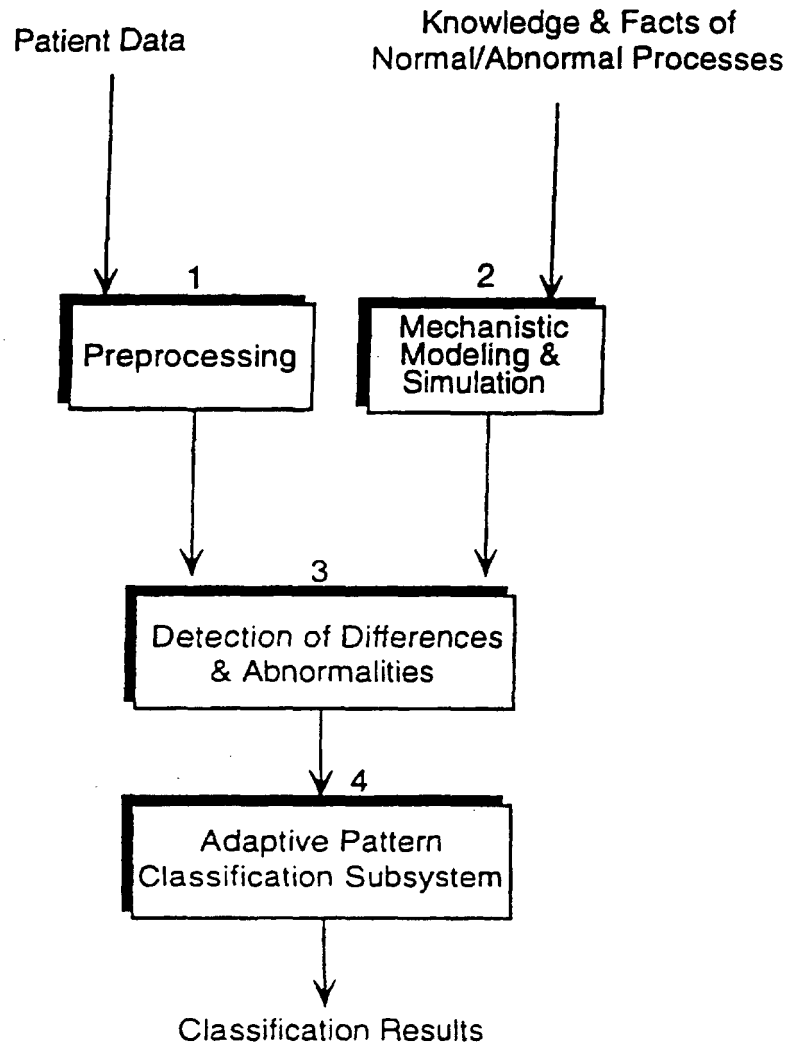 Patient Data
Knowledge & Facts of
Normal/Abnormal Processes
1
Preprocessing
2
Mechanistic
Modeling &
Simulation
3
Detection of Differences
& Abnormalities
4
Adaptive Pattern
Classification Subsystem
Classification Results